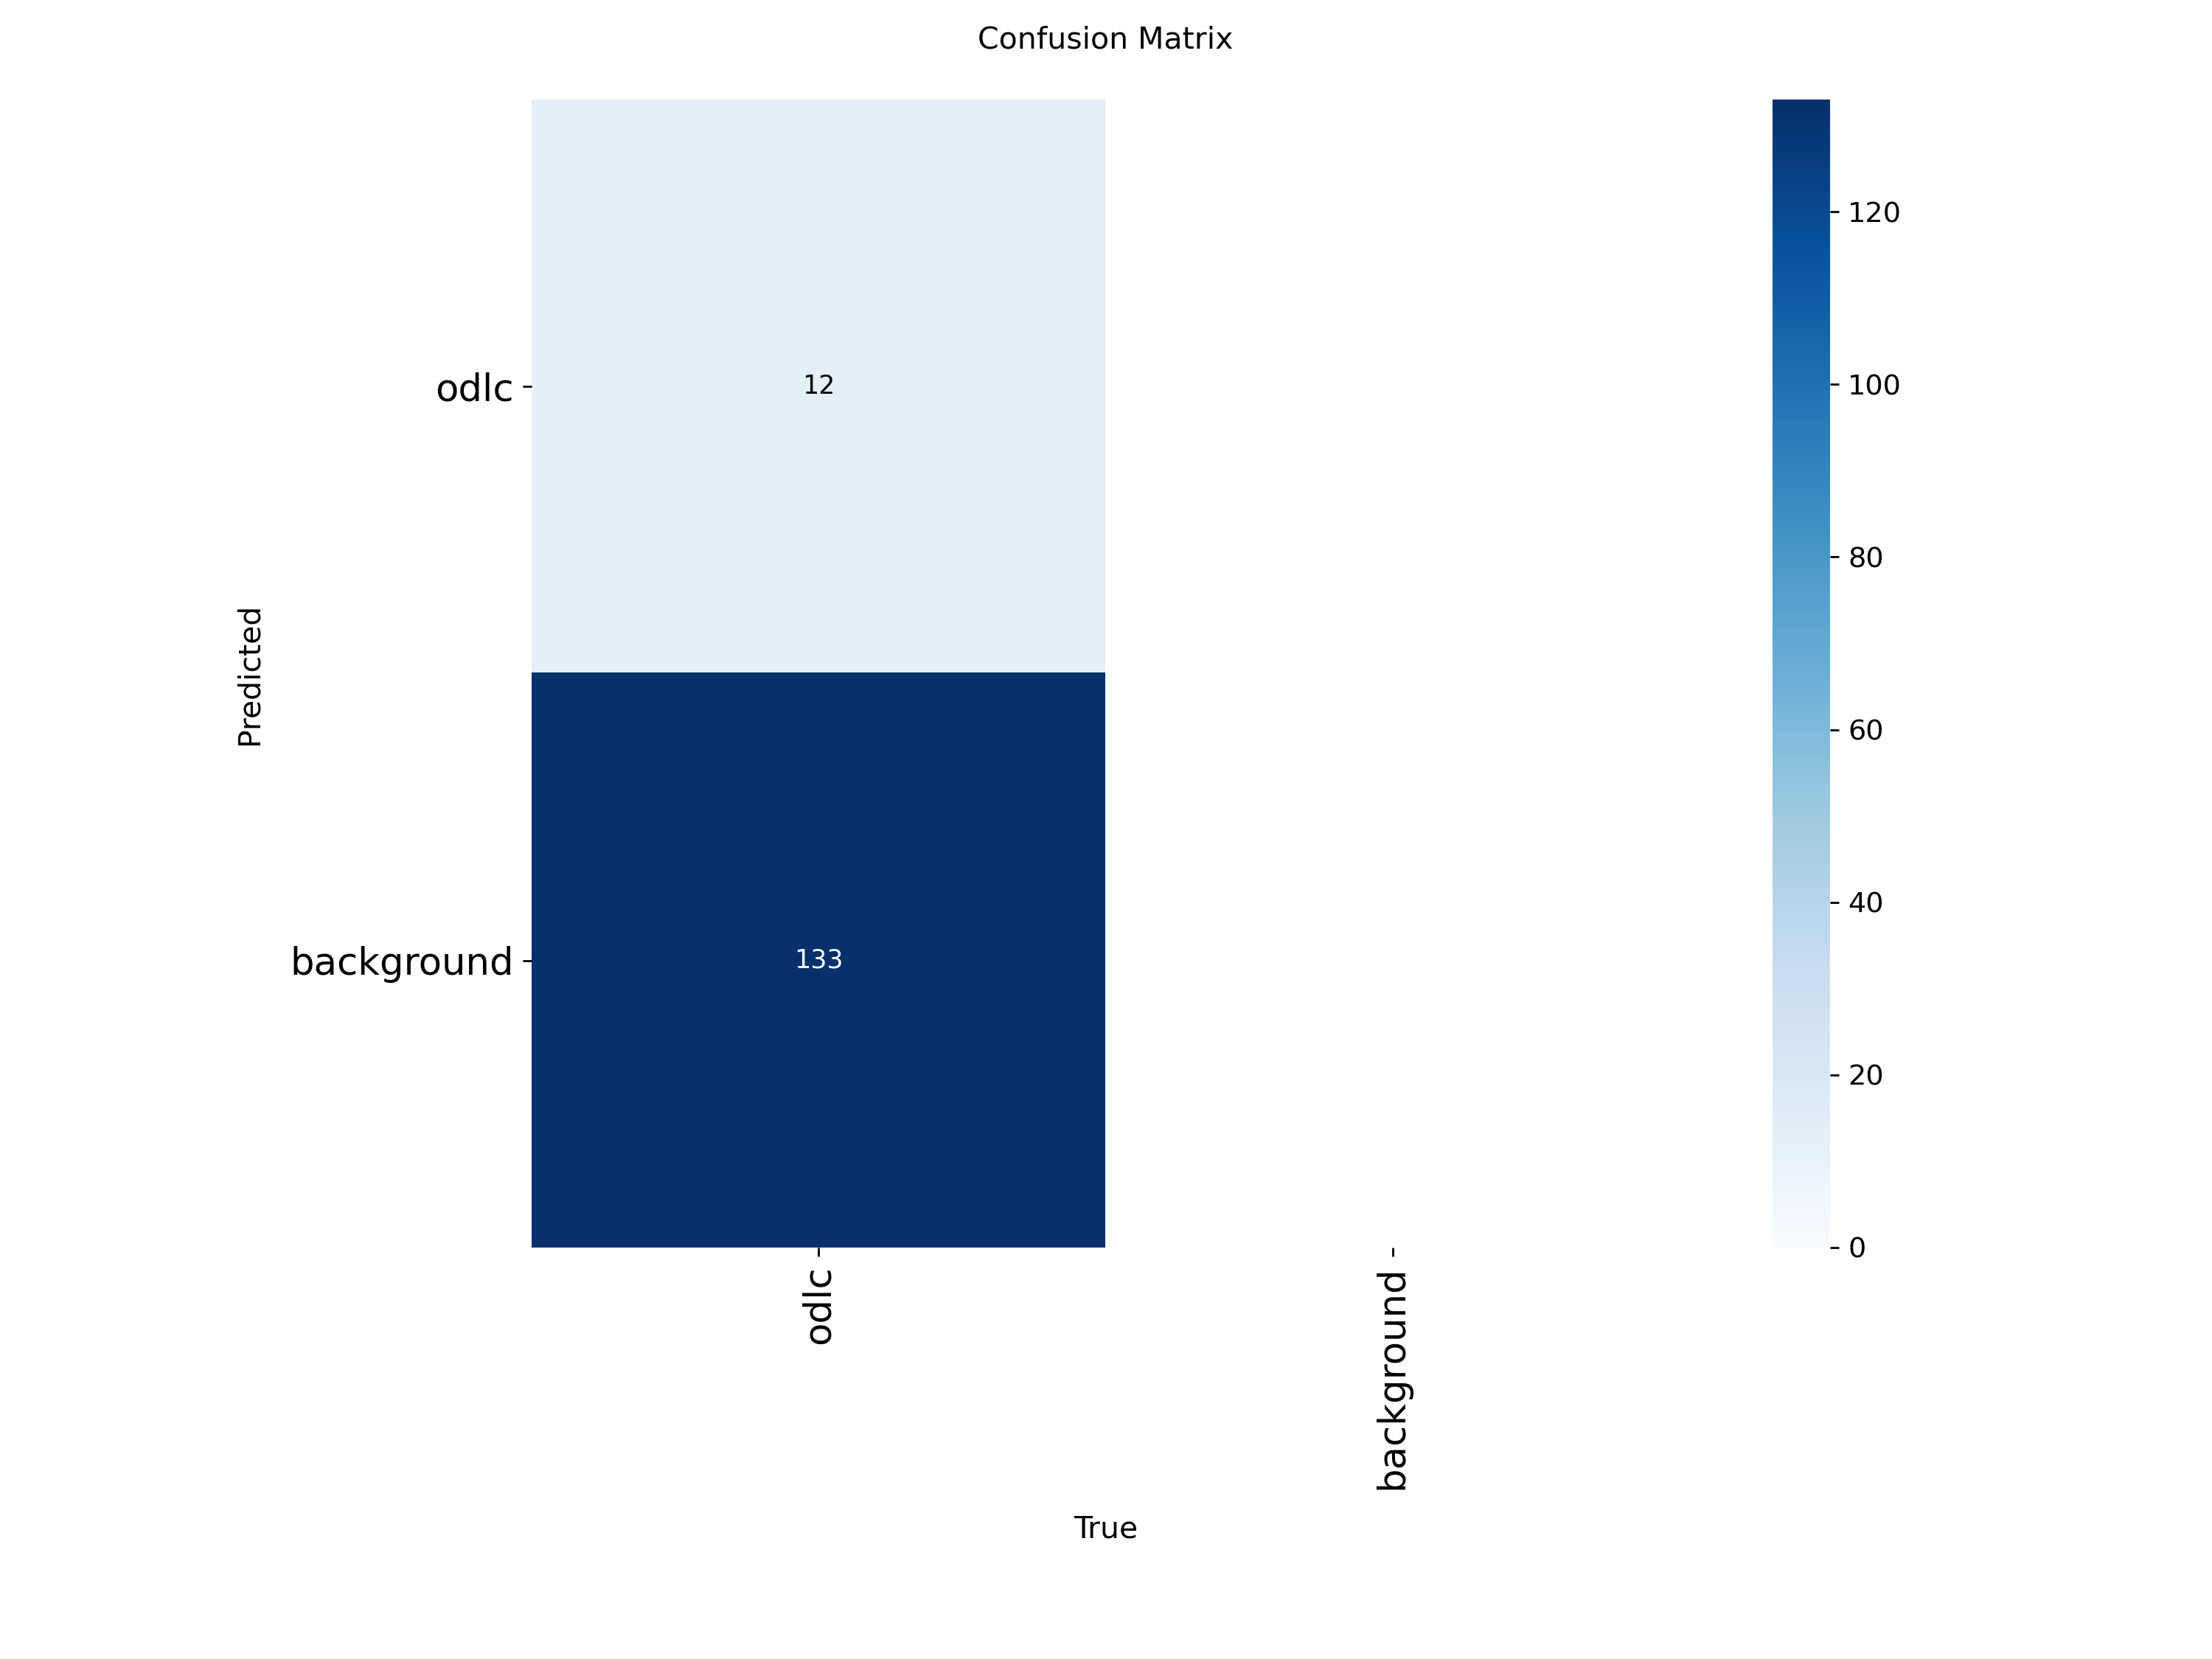 Confusion Matrix
Predicted
odlc
12
background
133
odlc
background
True
120
100
80
60
40
20
0